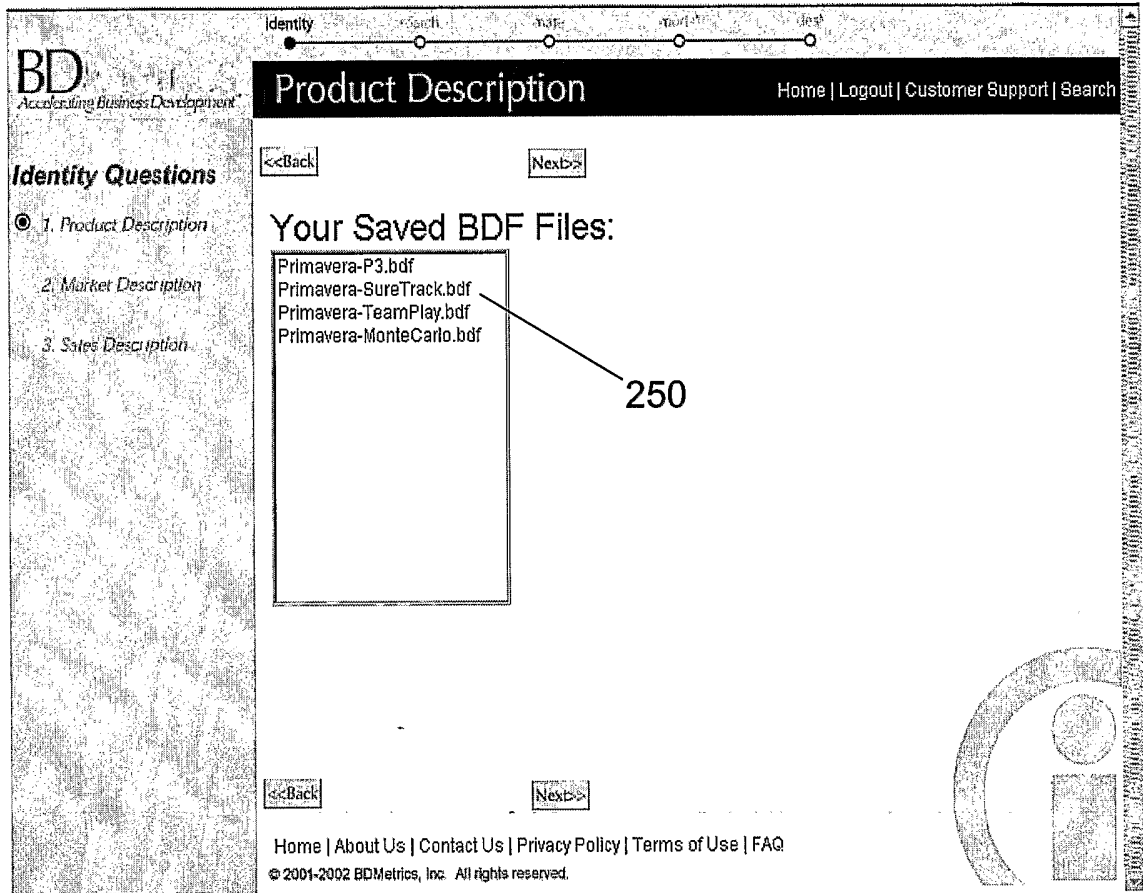 Identity
BD
Accelerating Business Development
Product Description
Home | Logout | Customer Support | Search
<<Back
Next>>
Identity Questions
1. Product Description
2. Market Description
3. Sales Description
Your Saved BDF Files:
Primavera-P3.bdf
Primavera-SureTrack.bdf
Primavera-TeamPlay.bdf
Primavera-MonteCarlo.bdf
250
<<Back
Next>>
Home | About Us | Contact Us | Privacy Policy | Terms of Use | FAQ
© 2001-2002 BDMetrics, Inc. All rights reserved.